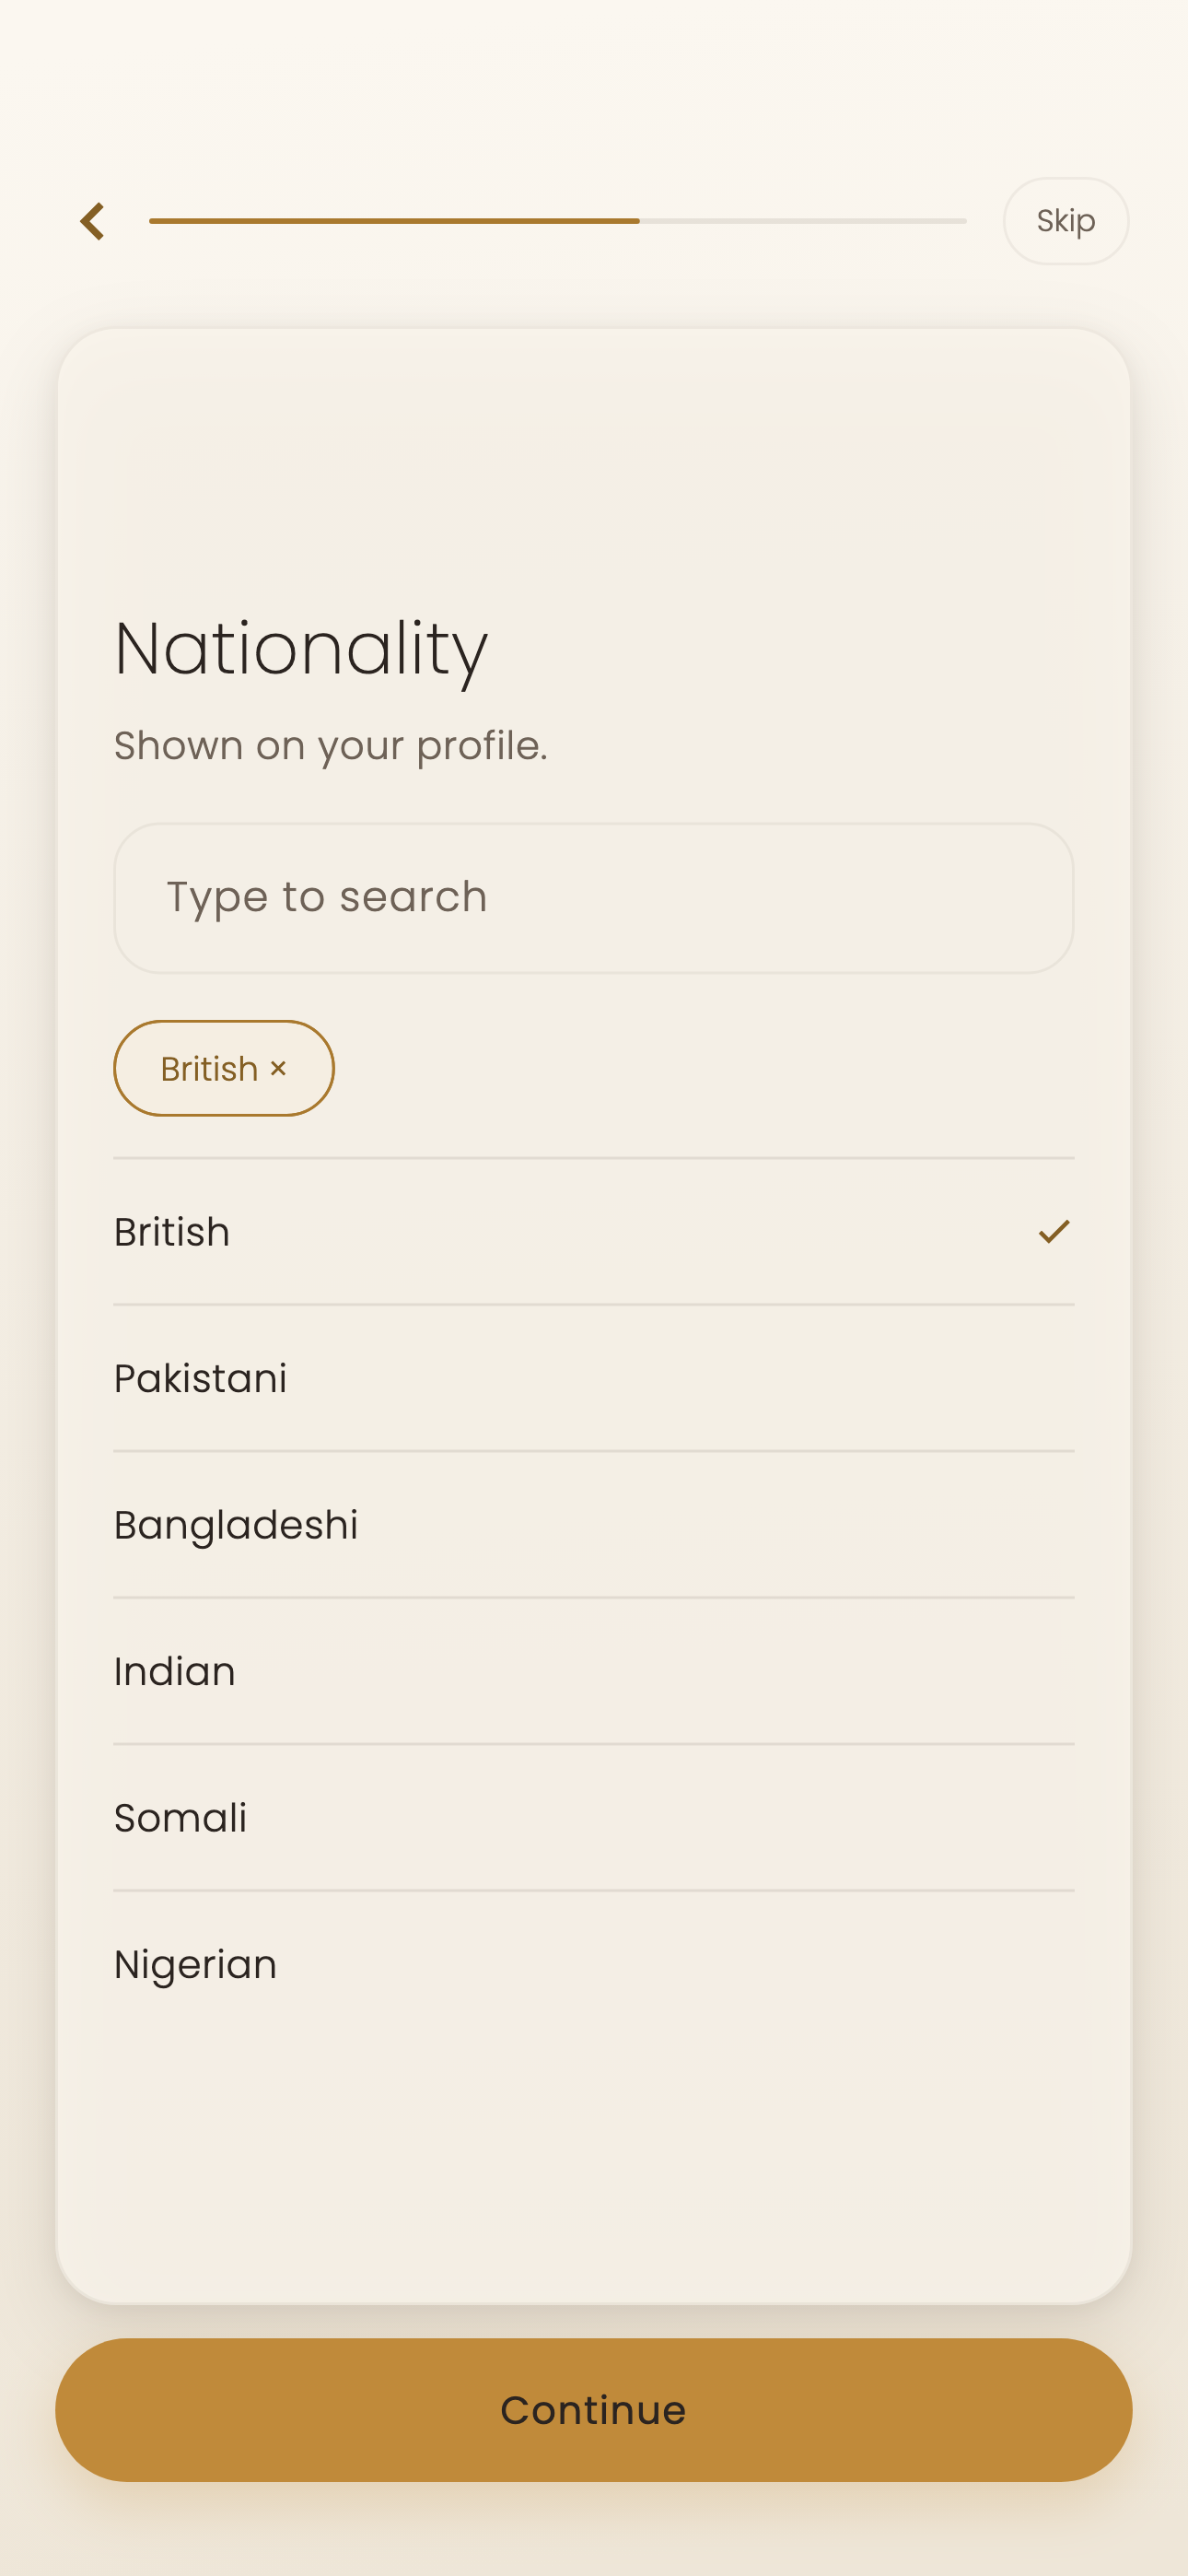 Skip
Nationality
Shown on your profile.
Type to search
British ×
British
Pakistani
Bangladeshi
Indian
Somali
Nigerian
Continue